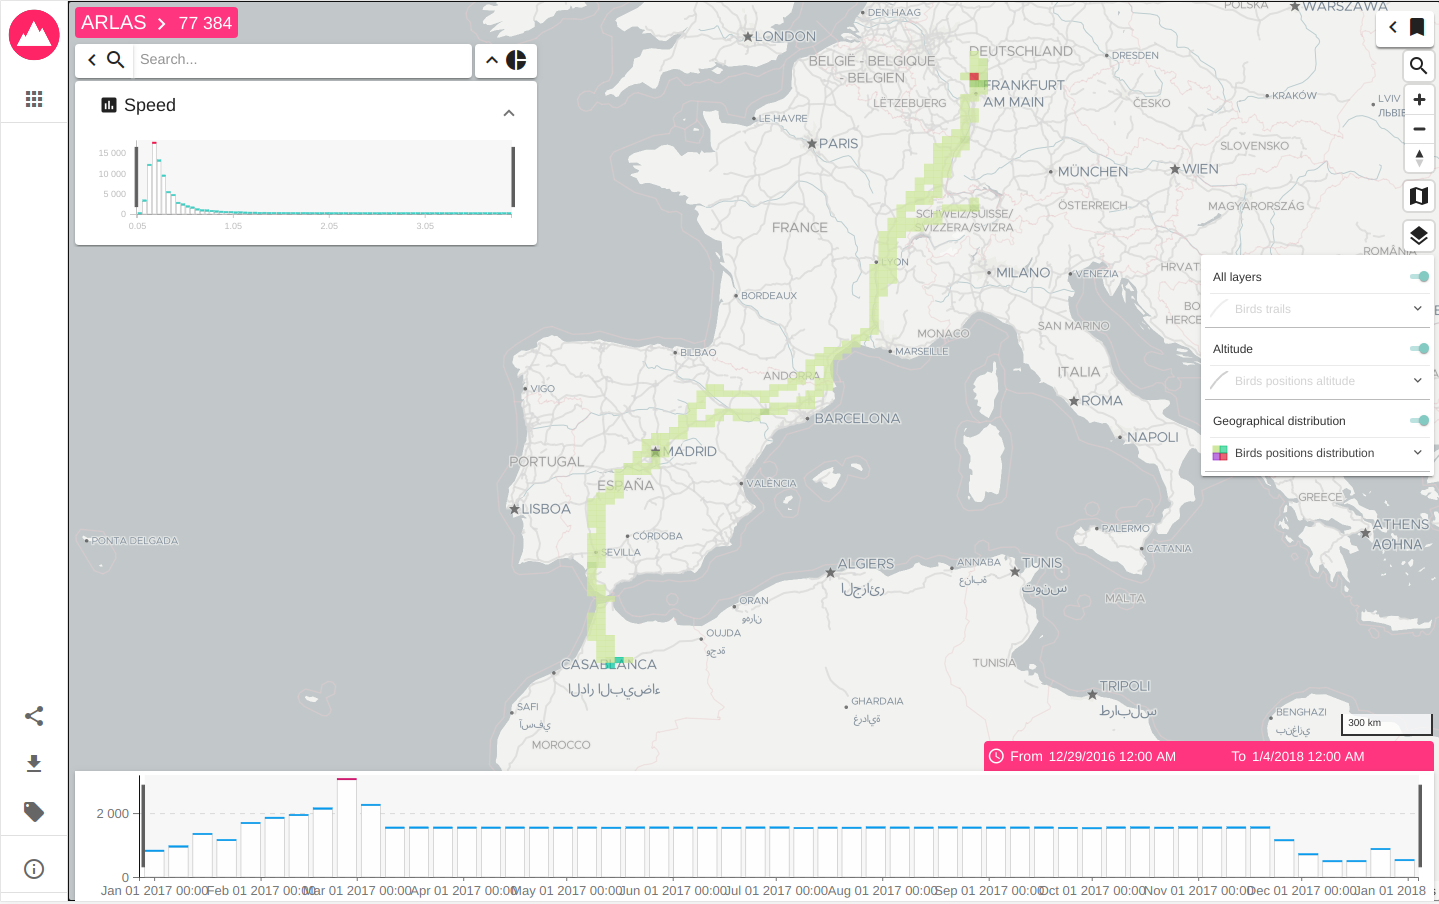 ARLAS > 77 384
Search...
Speed
15 000
10 000
5 000
0
0.05
1.05
2.05
3.05
DEN HAAG
POLSKA
WARSZAWA
LONDON
DEUTSCHLAND
DRESDEN
BELGIË - BELGIQUE
- BELGIEN
FRANKFURT
AM MAIN
KRAKÓW
LVIV
ЛЬВІВ
LËTZEBUERG
ČESKO
LE HAVRE
PARIS
SLOVENSKO
MÜNCHEN
WIEN
SCHWEIZ/SUISSE/
SVIZZERA/SVIZRA
ÖSTERREICH
MAGYARORSZÁG
FRANCE
ROMÂNIA
LYON
MILANO
VENEZIA
HRVAT
BORDEAUX
BO
HERCE
SAN MARINO
MONACO
MARSEILLE
BILBAO
ANDORRA
ITALIA
VIGO
ROMA
BARCELONA
NAPOLI
MADRID
PORTUGAL
ESPAÑA
VALÈNCIA
LISBOA
GREECE
ATHENS
ΑΘΗΝΑ
PALERMO
CATANIA
PONTA DELGADA
CÓRDOBA
SEVILLA
ALGIERS
الجزائر
ANNABA
عنابة
TUNIS
تونس
MALTA
ORAN
وهران
OUJDA
وجدة
CASABLANCA
الدار البيضاء
TUNISIA
TRIPOLI
طرابلس
GHARDAIA
غرداية
SAFI
آسفي
BENGHAZI
بنغازي
MOROCCO
All layers
Birds trails
Altitude
Birds positions altitude
Geographical distribution
Birds positions distribution
300 km
From 12/29/2016 12:00 AM
To 1/4/2018 12:00 AM
2 000
0
Jan 01 2017 00:00
Feb 01 2017 00:00
Mar 01 2017 00:00
Apr 01 2017 00:00
May 01 2017 00:00
Jun 01 2017 00:00
Jul 01 2017 00:00
Aug 01 2017 00:00
Sep 01 2017 00:00
Oct 01 2017 00:00
Nov 01 2017 00:00
Dec 01 2017 00:00
Jan 01 2018